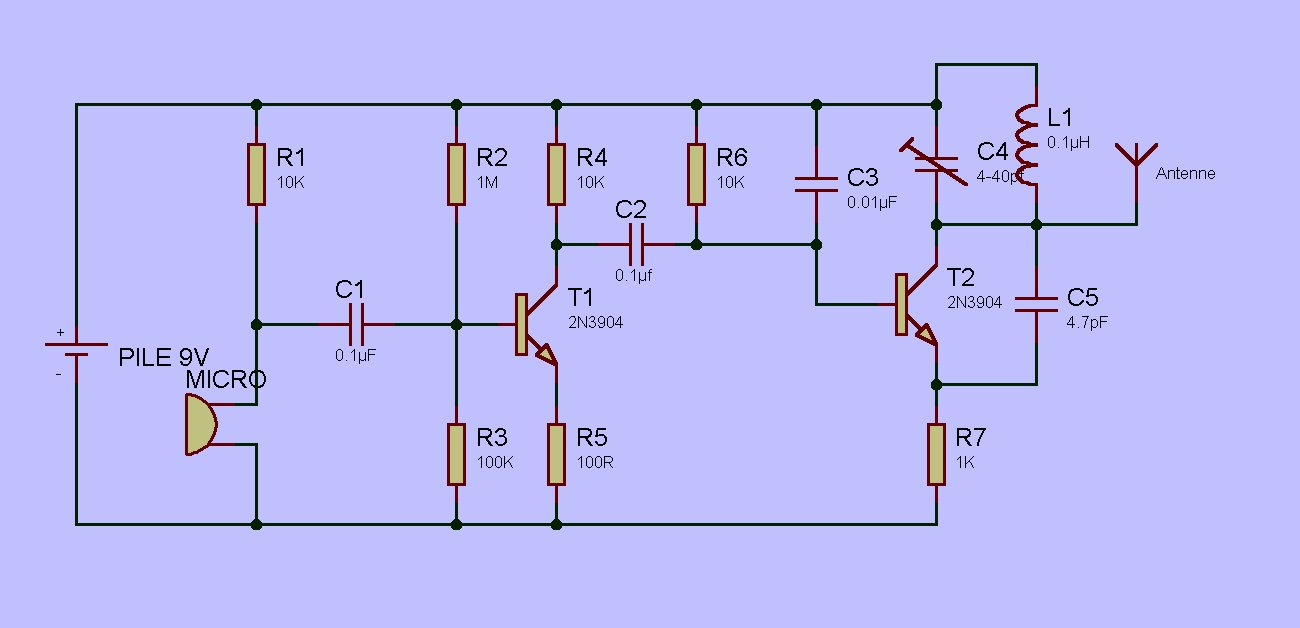 L1
0.1µH
R1
10K
R2
1M
R4
10K
R6
10K
C4
4-40pf
C3
0.01µF
Antenne
C2
0.1µf
C1
0.1µF
T1
2N3904
T2
2N3904
C5
4.7pF
+
-
PILE 9V
MICRO
R3
100K
R5
100R
R7
1K